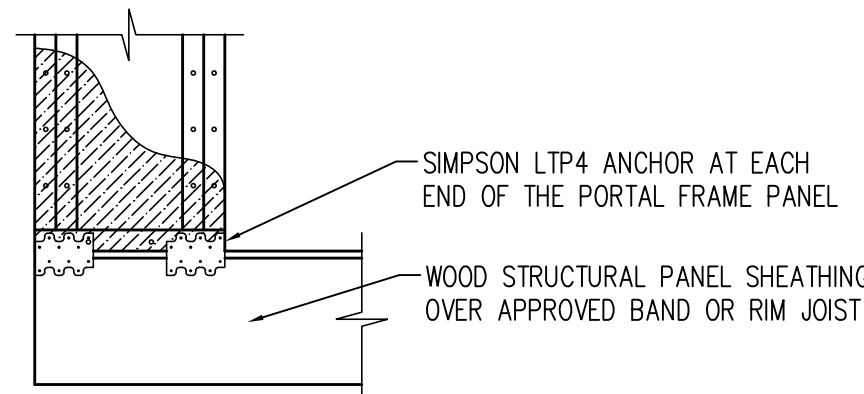 SIMPSON LTP4 ANCHOR AT EACH
END OF THE PORTAL FRAME PANEL
WOOD STRUCTURAL PANEL SHEATHING
OVER APPROVED BAND OR RIM JOIST